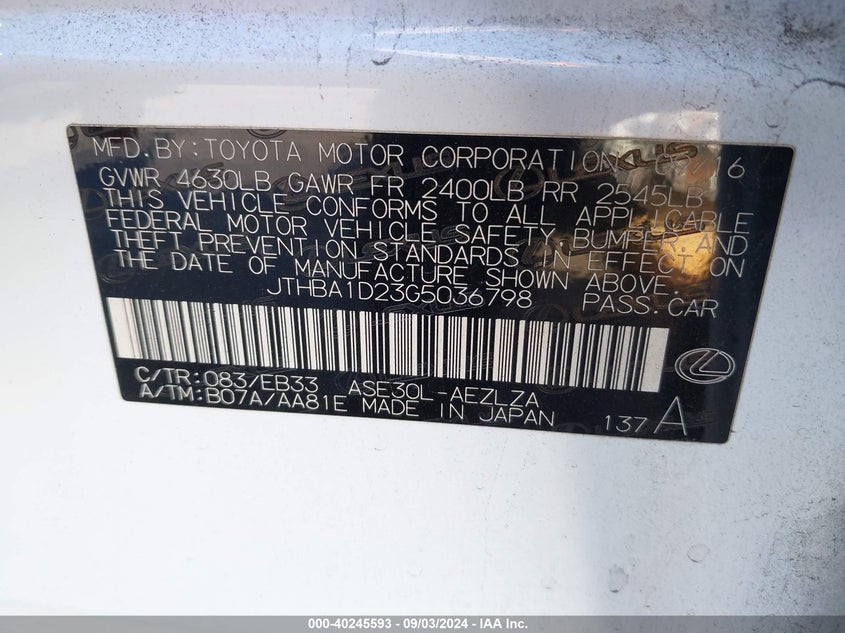 MFD. BY: TOYOTA MOTOR CORPORATION
GVWR 4630LB GAWR FR 2400LB RR 2545LB
THIS VEHICLE CONFORMS TO ALL APPLICABLE
FEDERAL MOTOR VEHICLE SAFETY, BUMPER, AND
THEFT PREVENTION STANDARDS IN EFFECT ON
THE DATE OF MANUFACTURE SHOWN ABOVE.
JTHBA1D23G5036798 PASS. CAR
C/TR: 083/EB33 ASE30L-AEZLZA
A/TM: B07A/AA81E MADE IN JAPAN 137 A
000-40245593 - 09/03/2024 - IAA Inc.